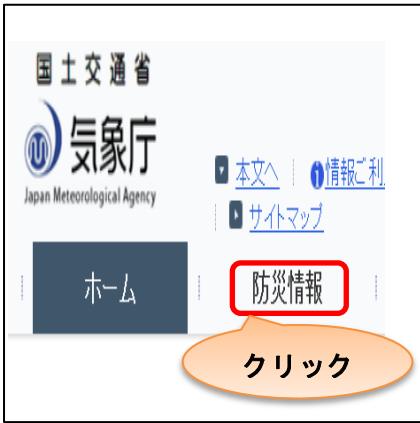 国土交通省
気象庁
Japan Meteorological Agency
本文へ
情報ご利
サイトマップ
ホーム
防災情報
クリック